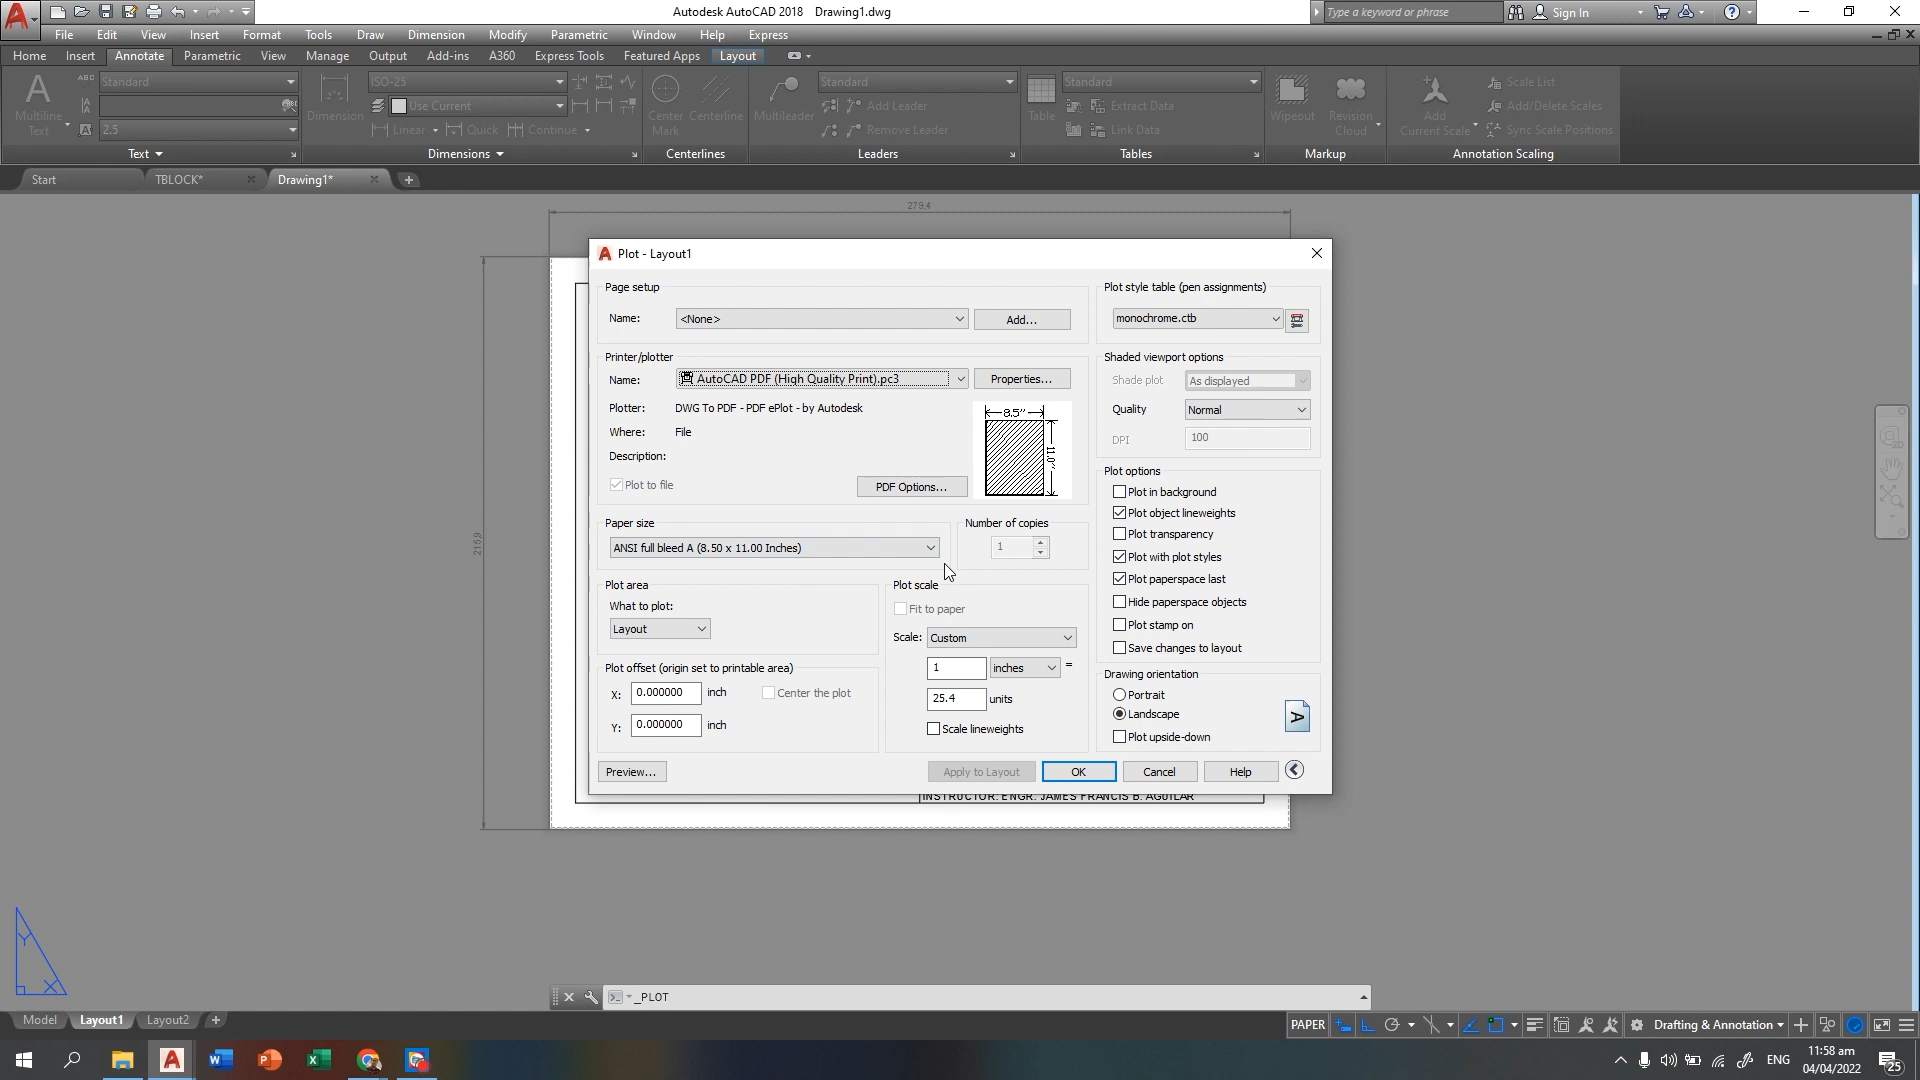 Autodesk AutoCAD 2018 Drawing1.dwg
Type a keyword or phrase
Sign In
File Edit View Insert Format Tools Draw Dimension Modify Parametric Window Help Express
Home Insert Annotate Parametric View Manage Output Add-ins A360 Express Tools Featured Apps Layout
Multiline Text
ABC Standard
2.5
Text
Dimension
ISO-25
Use Current
Linear Quick Continue
Dimensions
Center Mark
Centerline
Centerlines
Multileader
Standard
Add Leader
Remove Leader
Leaders
Table
Standard
Extract Data
Link Data
Tables
Wipeout
Revision Cloud
Markup
Add Current Scale
Scale List
Add/Delete Scales
Sync Scale Positions
Annotation Scaling
Start TBLOCK* Drawing1*
279,4
215,9
Plot - Layout1
Page setup
Name: <None> Add...
Printer/plotter
Name: AutoCAD PDF (High Quality Print).pc3 Properties...
Plotter: DWG To PDF - PDF ePlot - by Autodesk
Where: File
Description:
Plot to file
PDF Options...
8.5″
11.0″
Paper size
ANSI full bleed A (8.50 x 11.00 Inches)
Number of copies
1
Plot area
What to plot:
Layout
Plot offset (origin set to printable area)
X: 0.000000 inch Center the plot
Y: 0.000000 inch
Plot scale
Fit to paper
Scale: Custom
1 inches =
25.4 units
Scale lineweights
Plot style table (pen assignments)
monochrome.ctb
Shaded viewport options
Shade plot As displayed
Quality Normal
DPI 100
Plot options
Plot in background
Plot object lineweights
Plot transparency
Plot with plot styles
Plot paperspace last
Hide paperspace objects
Plot stamp on
Save changes to layout
Drawing orientation
Portrait
Landscape
Plot upside-down
A
Preview... Apply to Layout OK Cancel Help
INSTRUCTOR: ENGR. JAMES FRANCIS B. AGUILAR
Y
X
_PLOT
Model Layout1 Layout2
PAPER Drafting & Annotation
ENG 11:58 am
04/04/2022
25